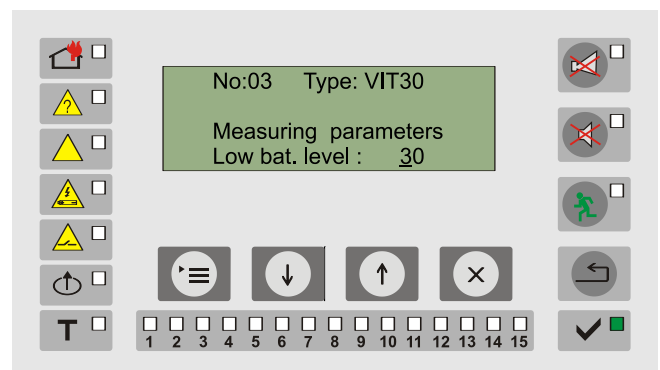 No:03 Type: VIT30
?
Measuring parameters
Low bat. level : 30
T
1 2 3 4 5 6 7 8 9 10 11 12 13 14 15